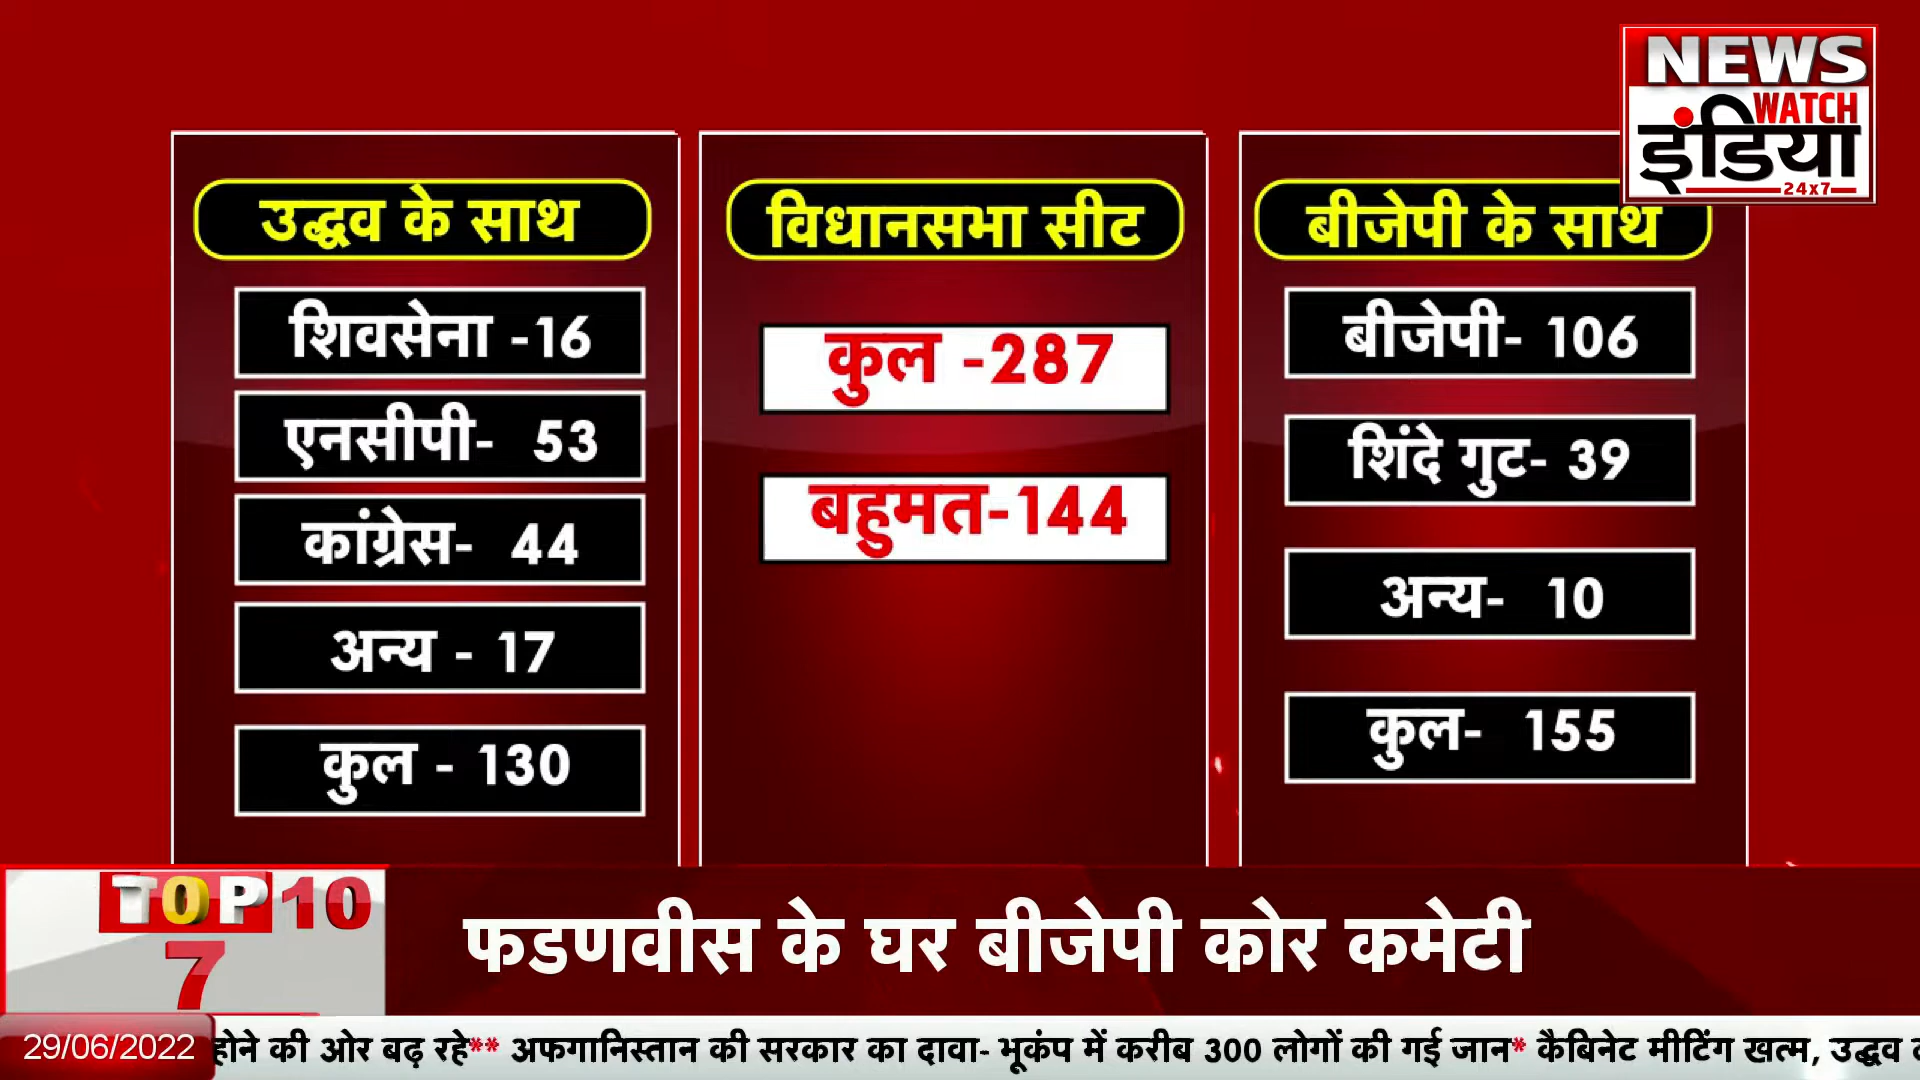 NEWS
WATCH
इंडिया
24x7
उद्धव के साथ
शिवसेना -16
एनसीपी- 53
कांग्रेस- 44
अन्य - 17
कुल - 130
विधानसभा सीट
कुल -287
बहुमत-144
बीजेपी के साथ
बीजेपी- 106
शिंदे गुट- 39
अन्य- 10
कुल- 155
TOP 10
7
फडणवीस के घर बीजेपी कोर कमेटी
29/06/2022 होने की ओर बढ़ रहे** अफगानिस्तान की सरकार का दावा- भूकंप में करीब 300 लोगों की गई जान* कैबिनेट मीटिंग खत्म, उद्धव